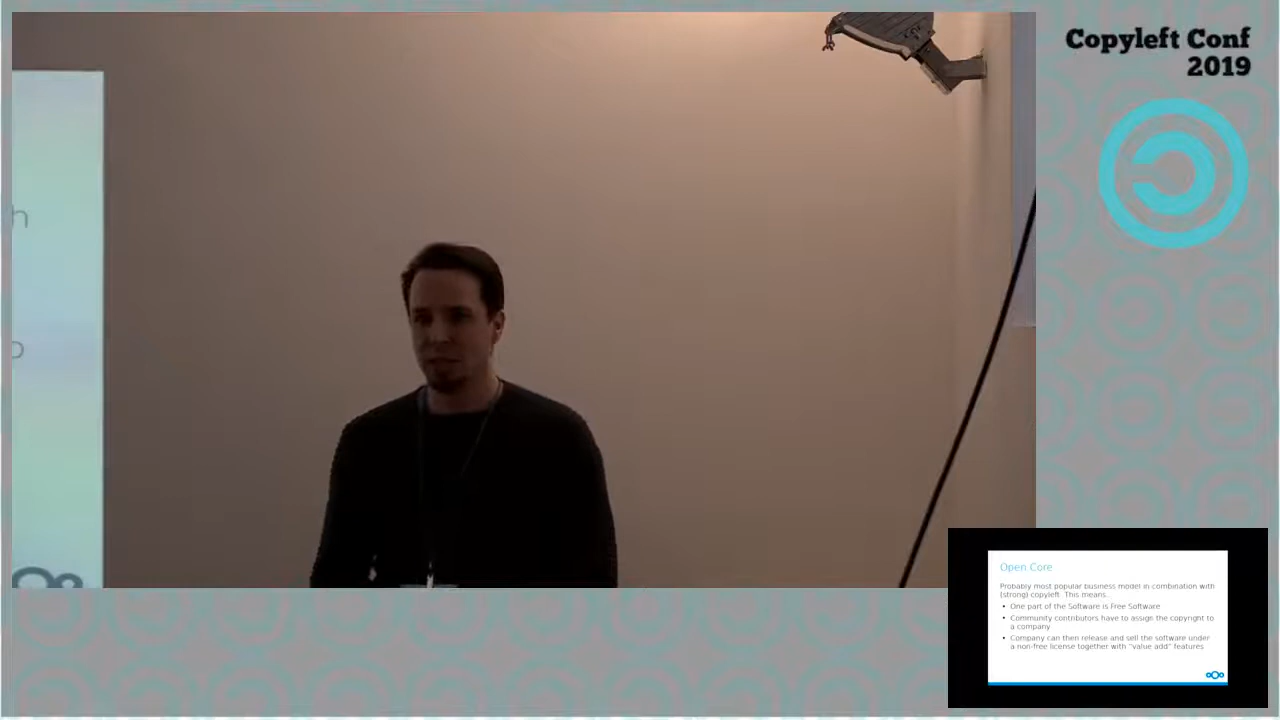 Copyleft Conf
2019
h
o
Open Core
Probably most popular business model in combination with
(strong) copyleft. This means:
• One part of the Software is Free Software
• Community contributors have to assign the copyright to
a company
• Company can then release and sell the software under
a non-free license together with "value add" features